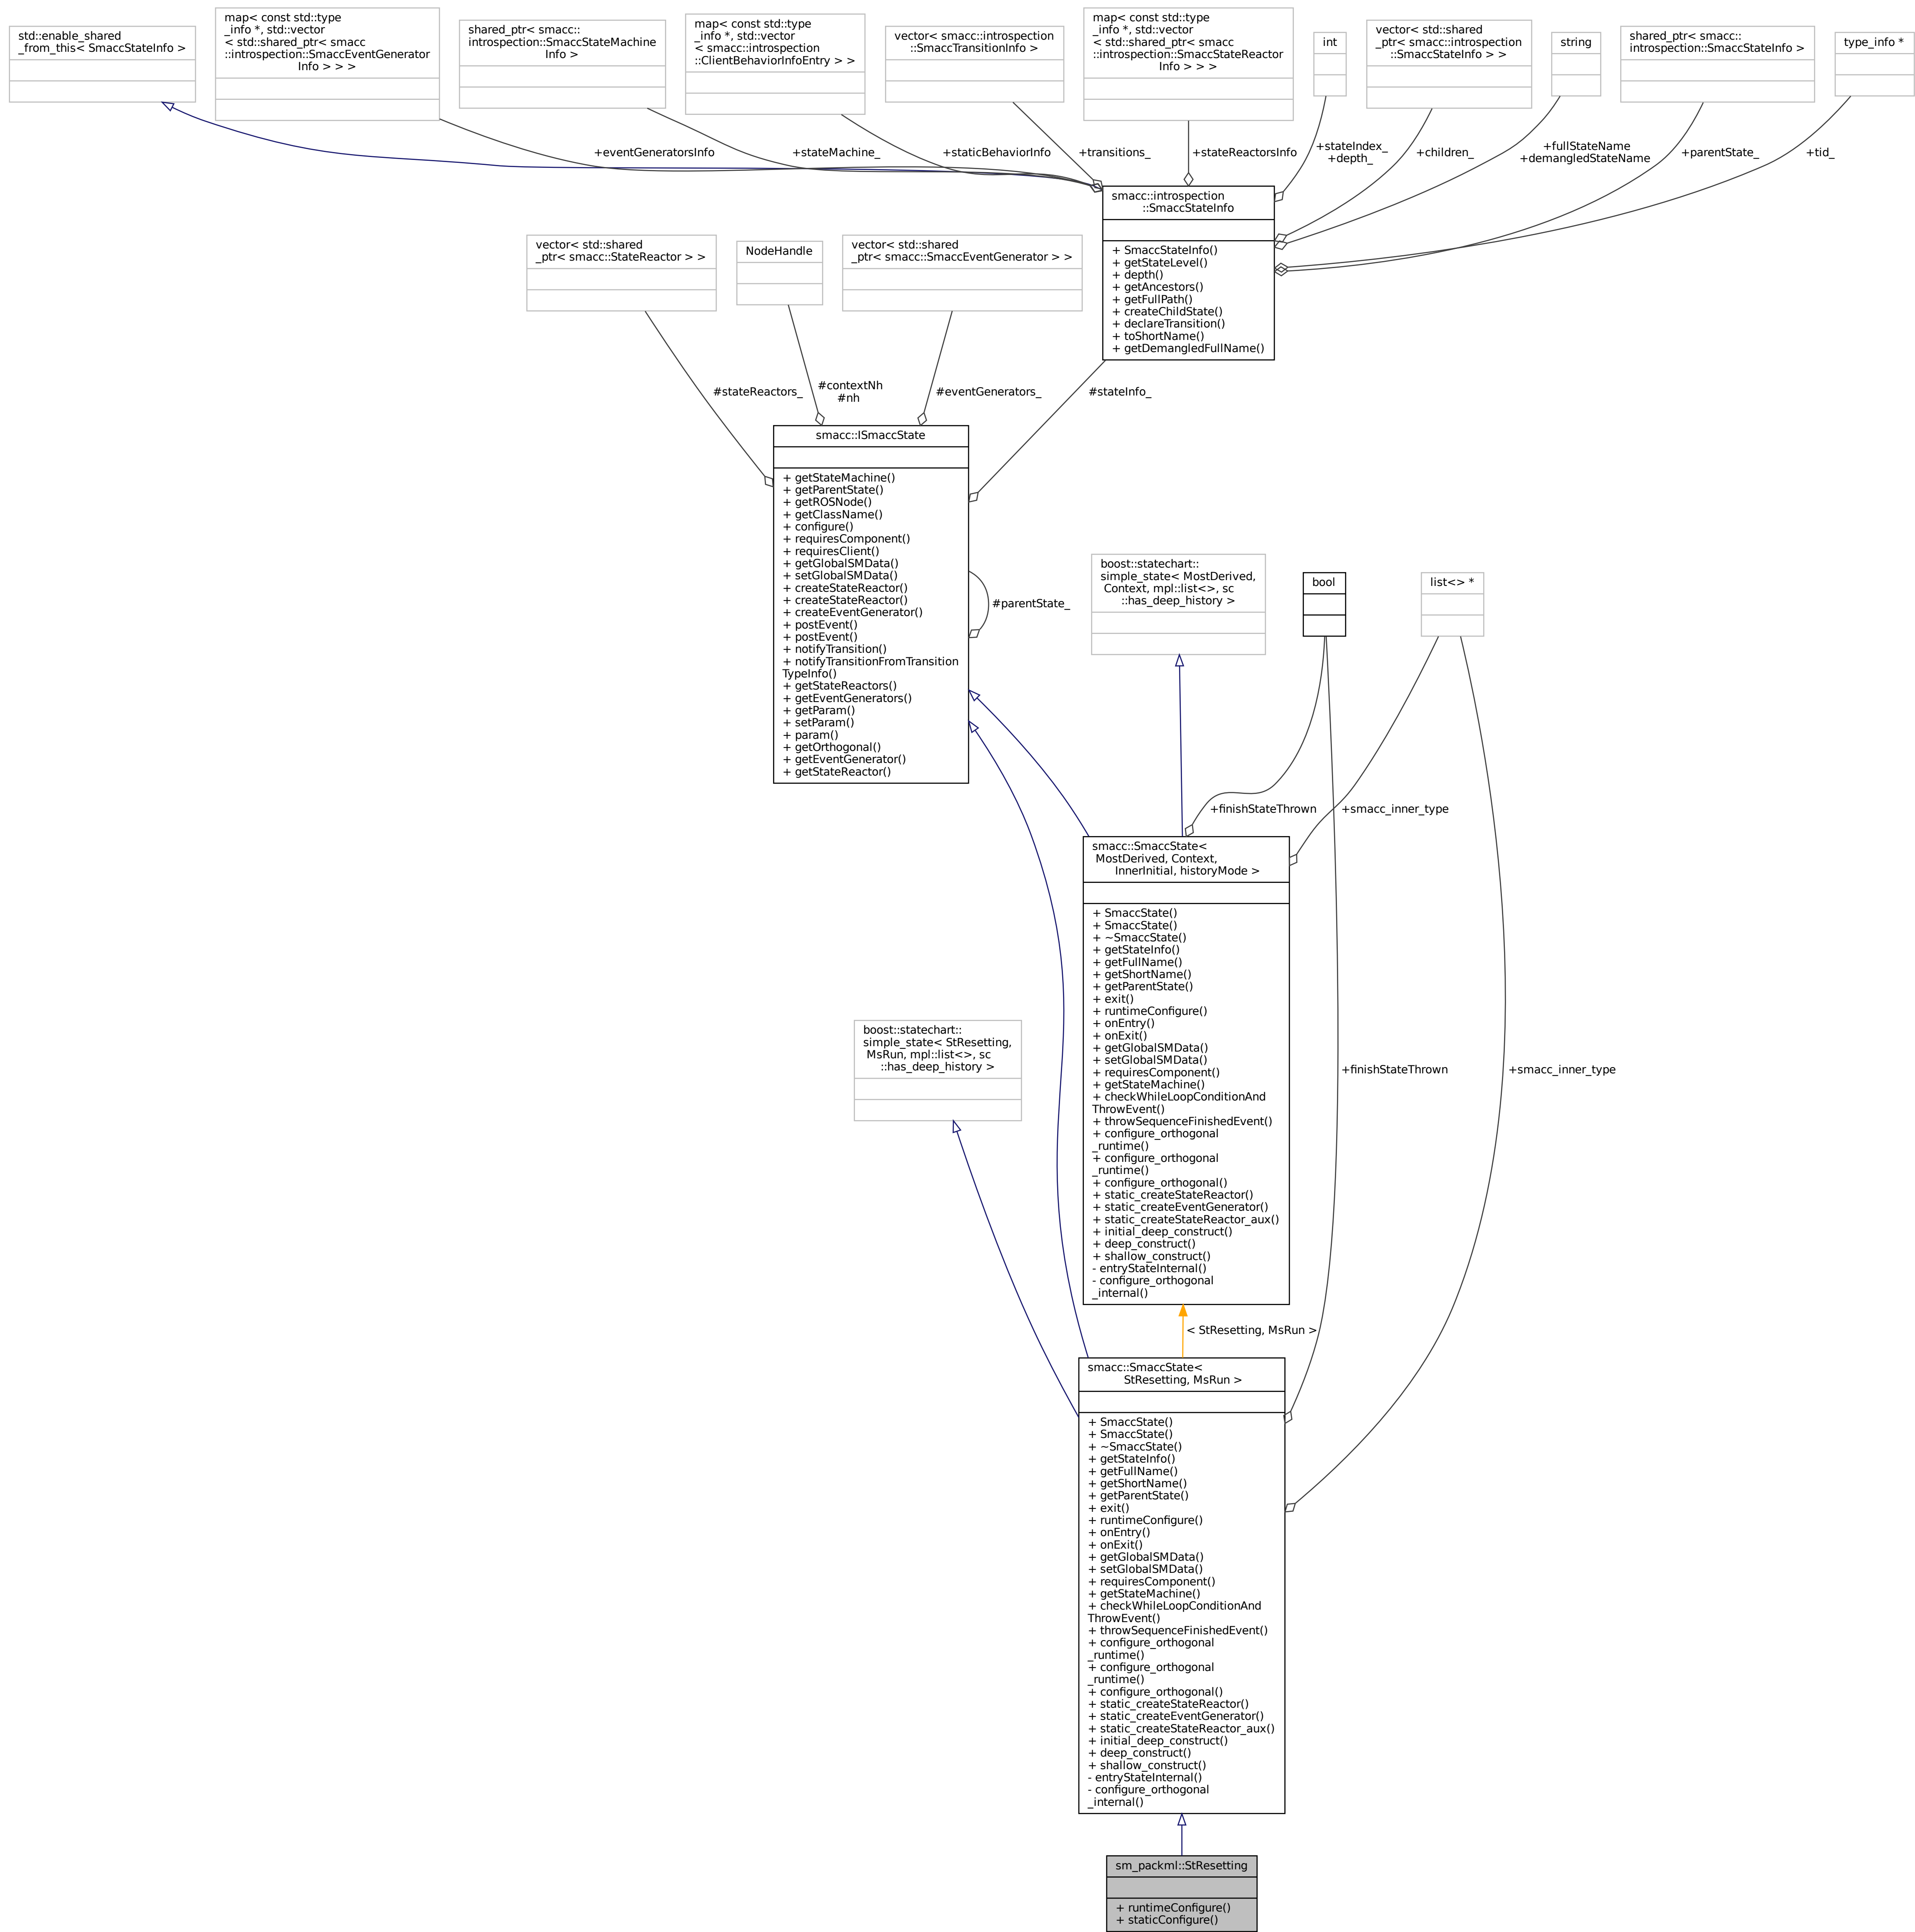 std::enable_shared
_from_this< SmaccStateInfo >
map< const std::type
_info *, std::vector
< std::shared_ptr< smacc
::introspection::SmaccEventGenerator
Info > > >
shared_ptr< smacc::
introspection::SmaccStateMachine
Info >
map< const std::type
_info *, std::vector
< smacc::introspection
::ClientBehaviorInfoEntry > >
vector< smacc::introspection
::SmaccTransitionInfo >
map< const std::type
_info *, std::vector
< std::shared_ptr< smacc
::introspection::SmaccStateReactor
Info > > >
int
vector< std::shared
_ptr< smacc::introspection
::SmaccStateInfo > >
string
shared_ptr< smacc::
introspection::SmaccStateInfo >
type_info *
+eventGeneratorsInfo
+stateMachine_
+staticBehaviorInfo
+transitions_
+stateReactorsInfo
+stateIndex_
+depth_
+children_
+fullStateName
+demangledStateName
+parentState_
+tid_
smacc::introspection
::SmaccStateInfo
+ SmaccStateInfo()
+ getStateLevel()
+ depth()
+ getAncestors()
+ getFullPath()
+ createChildState()
+ declareTransition()
+ toShortName()
+ getDemangledFullName()
vector< std::shared
_ptr< smacc::StateReactor > >
NodeHandle
vector< std::shared
_ptr< smacc::SmaccEventGenerator > >
#stateReactors_
#contextNh
#nh
#eventGenerators_
#stateInfo_
smacc::ISmaccState
+ getStateMachine()
+ getParentState()
+ getROSNode()
+ getClassName()
+ configure()
+ requiresComponent()
+ requiresClient()
+ getGlobalSMData()
+ setGlobalSMData()
+ createStateReactor()
+ createStateReactor()
+ createEventGenerator()
+ postEvent()
+ postEvent()
+ notifyTransition()
+ notifyTransitionFromTransition
TypeInfo()
+ getStateReactors()
+ getEventGenerators()
+ getParam()
+ setParam()
+ param()
+ getOrthogonal()
+ getEventGenerator()
+ getStateReactor()
#parentState_
boost::statechart::
simple_state< MostDerived,
Context, mpl::list<>, sc
::has_deep_history >
bool
list<> *
+finishStateThrown
+smacc_inner_type
smacc::SmaccState<
MostDerived, Context,
InnerInitial, historyMode >
+ SmaccState()
+ SmaccState()
+ ~SmaccState()
+ getStateInfo()
+ getFullName()
+ getShortName()
+ getParentState()
+ exit()
+ runtimeConfigure()
+ onEntry()
+ onExit()
+ getGlobalSMData()
+ setGlobalSMData()
+ requiresComponent()
+ getStateMachine()
+ checkWhileLoopConditionAnd
ThrowEvent()
+ throwSequenceFinishedEvent()
+ configure_orthogonal
_runtime()
+ configure_orthogonal
_runtime()
+ configure_orthogonal()
+ static_createStateReactor()
+ static_createEventGenerator()
+ static_createStateReactor_aux()
+ initial_deep_construct()
+ deep_construct()
+ shallow_construct()
- entryStateInternal()
- configure_orthogonal
_internal()
boost::statechart::
simple_state< StResetting,
MsRun, mpl::list<>, sc
::has_deep_history >
+finishStateThrown
+smacc_inner_type
< StResetting, MsRun >
smacc::SmaccState<
StResetting, MsRun >
+ SmaccState()
+ SmaccState()
+ ~SmaccState()
+ getStateInfo()
+ getFullName()
+ getShortName()
+ getParentState()
+ exit()
+ runtimeConfigure()
+ onEntry()
+ onExit()
+ getGlobalSMData()
+ setGlobalSMData()
+ requiresComponent()
+ getStateMachine()
+ checkWhileLoopConditionAnd
ThrowEvent()
+ throwSequenceFinishedEvent()
+ configure_orthogonal
_runtime()
+ configure_orthogonal
_runtime()
+ configure_orthogonal()
+ static_createStateReactor()
+ static_createEventGenerator()
+ static_createStateReactor_aux()
+ initial_deep_construct()
+ deep_construct()
+ shallow_construct()
- entryStateInternal()
- configure_orthogonal
_internal()
sm_packml::StResetting
+ runtimeConfigure()
+ staticConfigure()